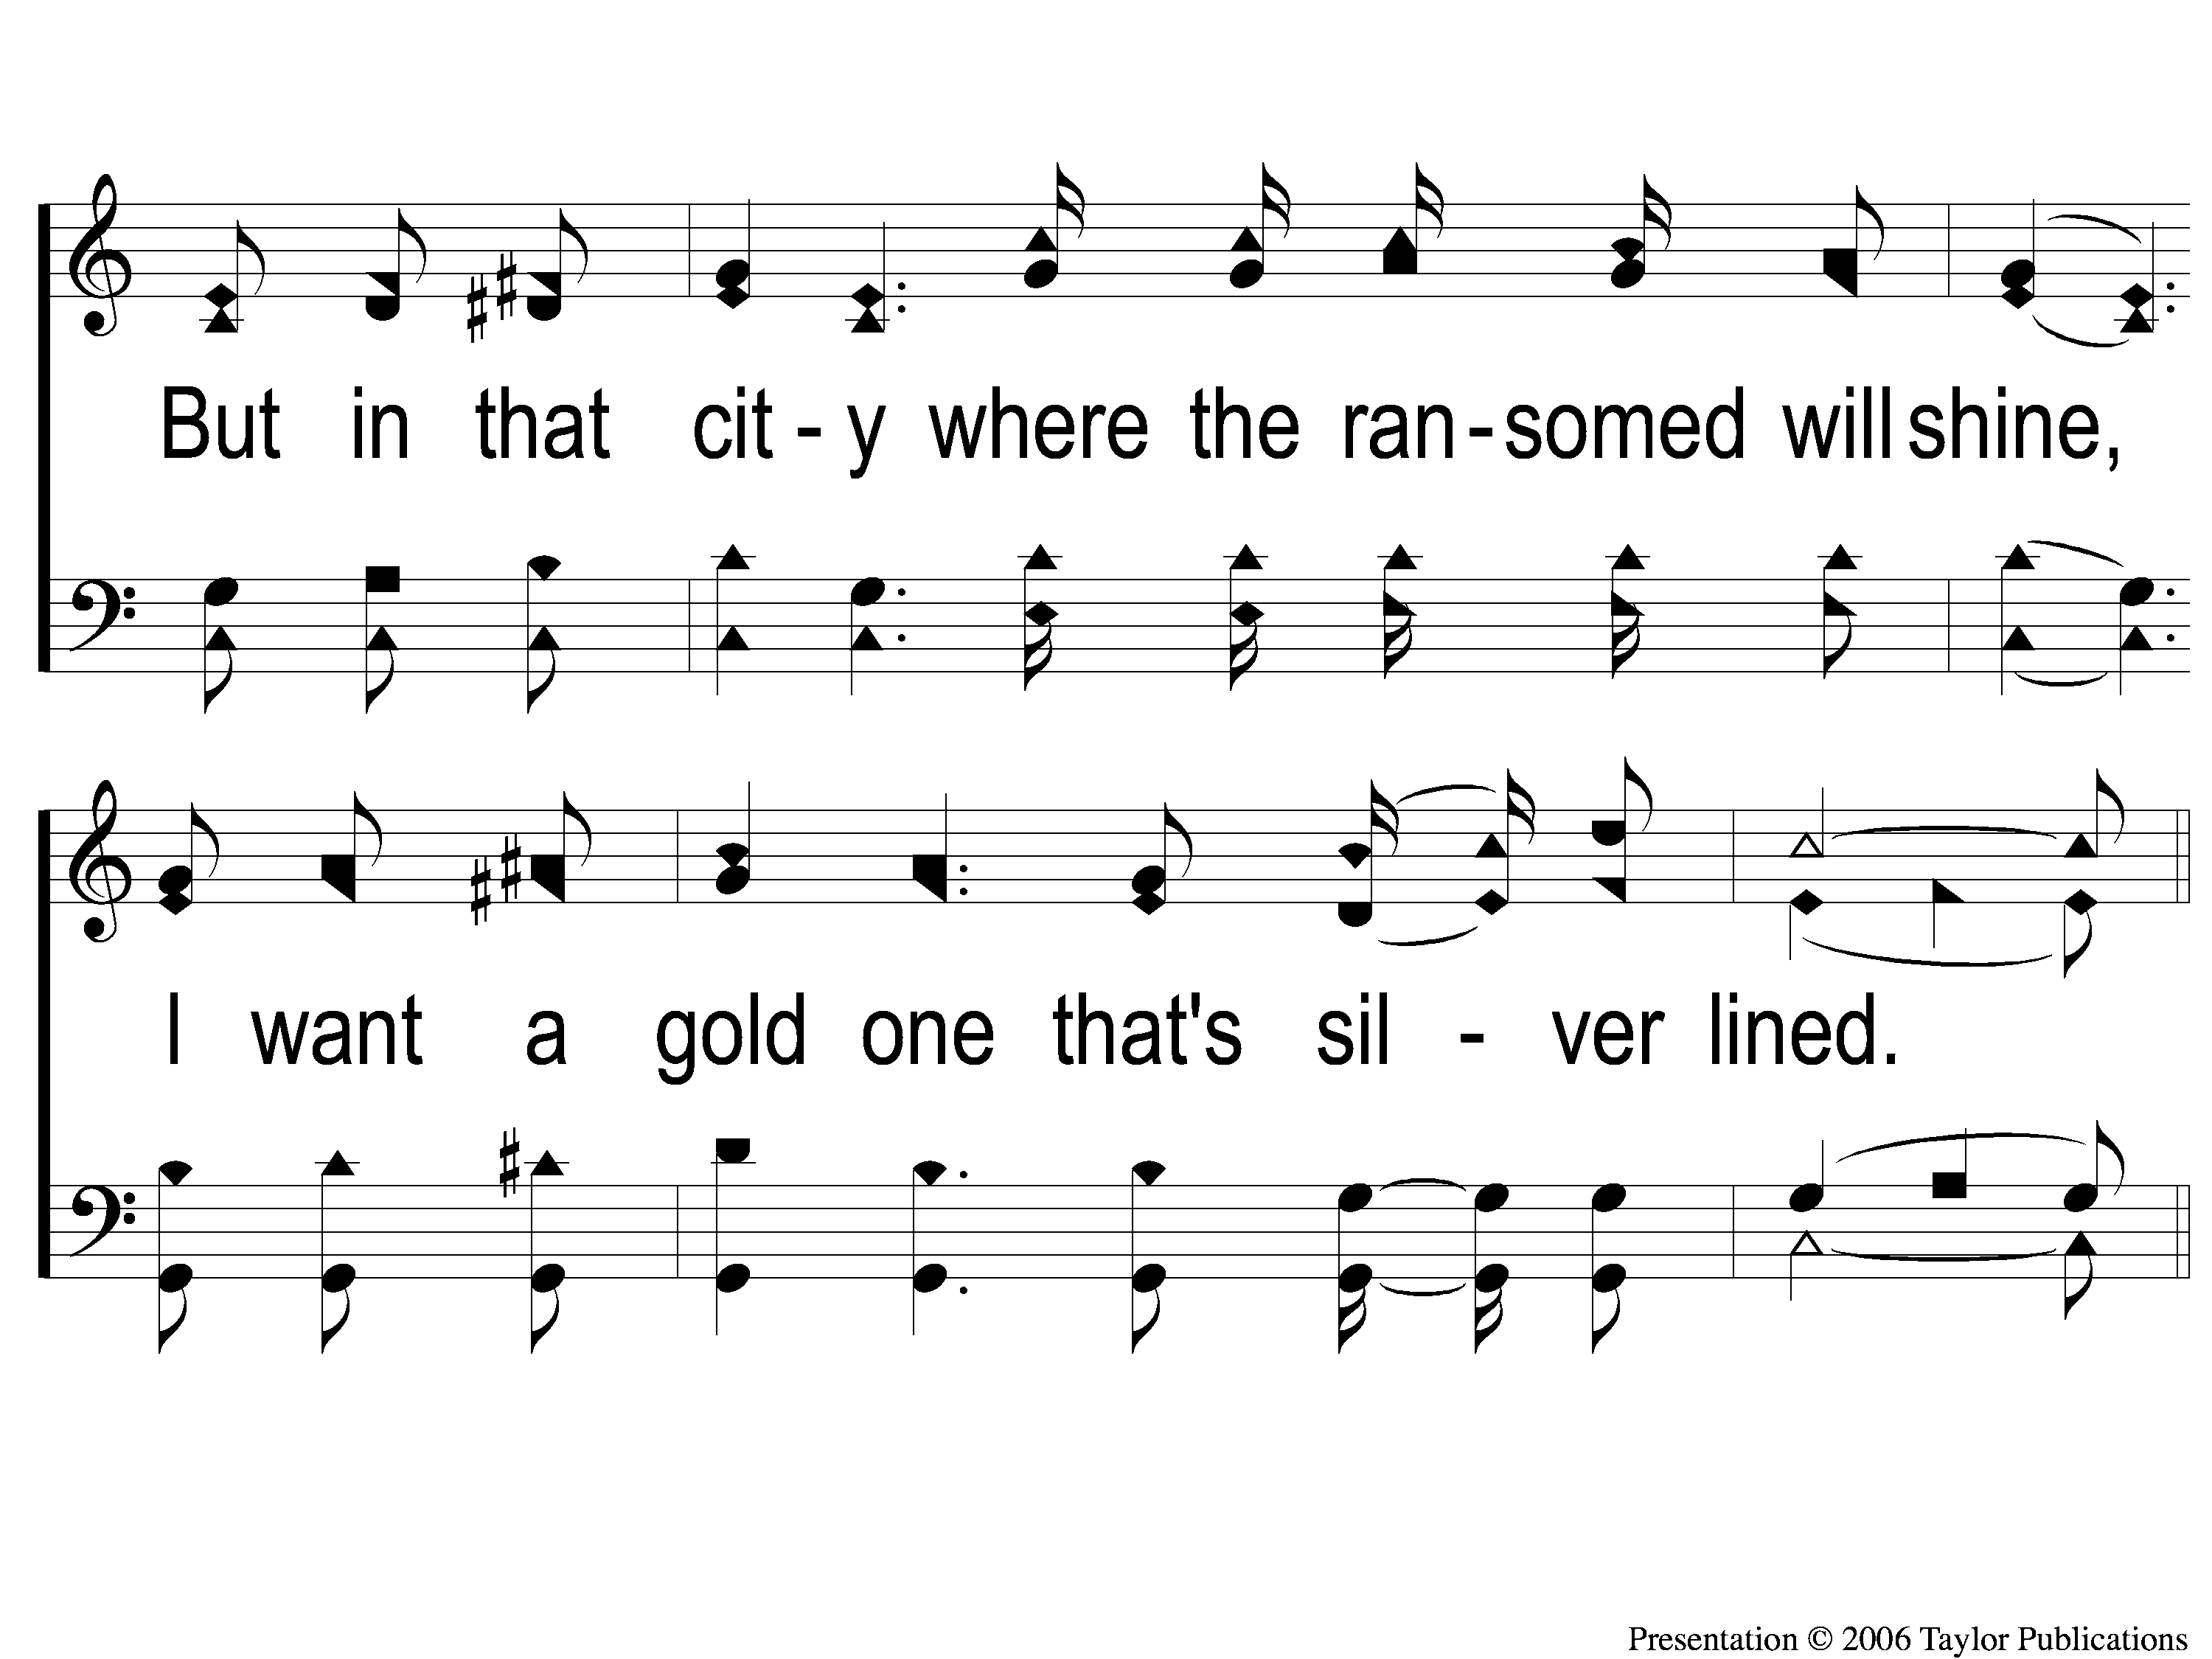 But in that cit - y where the ran - somed will shine,
I want a gold one that's sil - ver lined.
Presentation © 2006 Taylor Publications